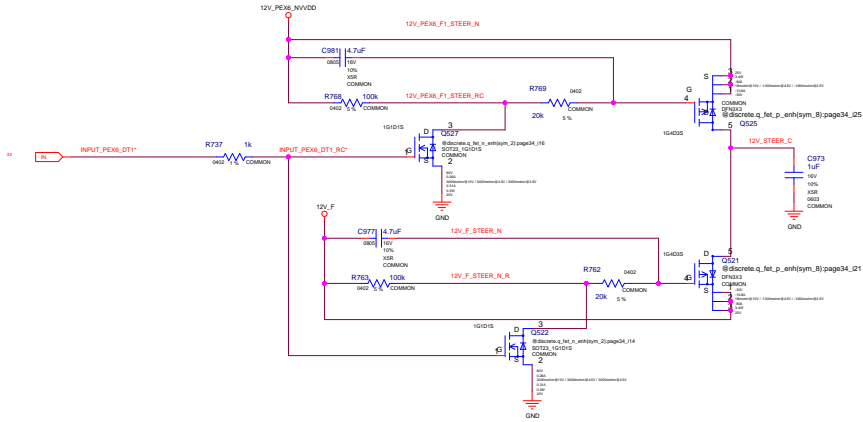 12V_PEX6_NVVDD
12V_PEX6_F1_STEER_N
C981 4.7uF
0805 16V
10%
X5R
COMMON
12V_PEX6_F1_STEER_RC
R768 100k
0402 5 % COMMON
R769 0402
20k COMMON
5 %
S
G
4
D
5
COMMON
DFN3X3
@discrete.q_fet_p_enh(sym_8):page34_i25
Q525
1G4D3S
12V_STEER_C
C973
1uF
16V
10%
X5R
0603
COMMON
GND
1G1D1S
3
D Q527
@discrete.q_fet_n_enh(sym_2):page34_i16
SOT23_1G1D1S
COMMON
G
S
2
GND
IN
INPUT_PEX6_DT1*
R737 1k
0402 1 % COMMON
INPUT_PEX6_DT1_RC*
12V_F
C977 4.7uF
0805 16V
10%
X5R
COMMON
12V_F_STEER_N
R763 100k
0402 5 % COMMON
12V_F_STEER_N_R
R762 0402
20k COMMON
5 %
1G4D3S
D 5
Q521
@discrete.q_fet_p_enh(sym_8):page34_i21
DFN3X3
COMMON
4 G
S
1G1D1S
3
D Q522
@discrete.q_fet_n_enh(sym_2):page34_i14
SOT23_1G1D1S
COMMON
G
S
2
GND